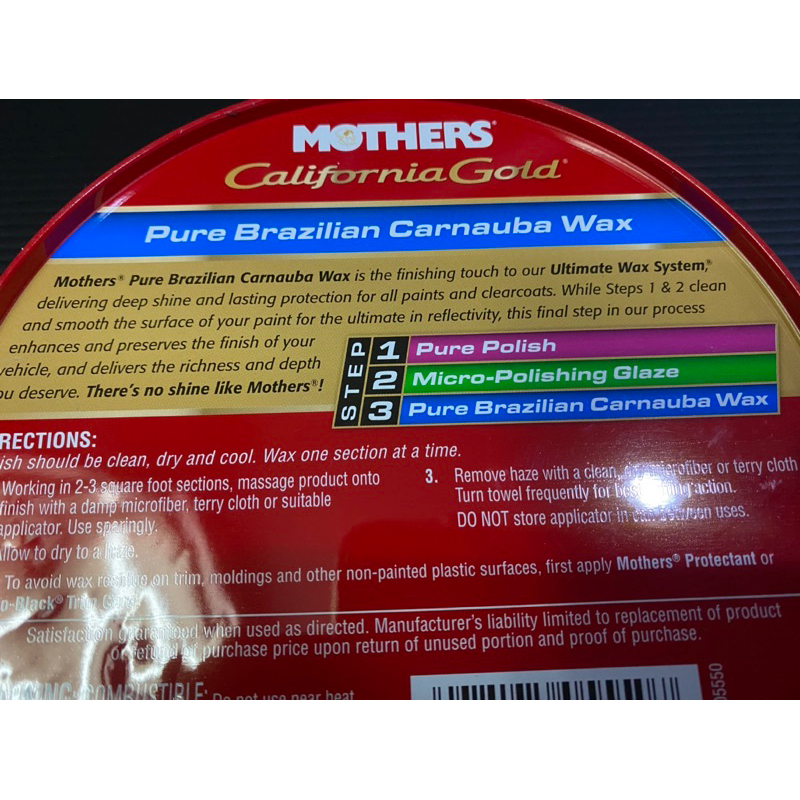 MOTHERS®
California Gold®
Pure Brazilian Carnauba Wax
Mothers® Pure Brazilian Carnauba Wax is the finishing touch to our Ultimate Wax System,®
delivering deep shine and lasting protection for all paints and clearcoats. While Steps 1 & 2 clean
and smooth the surface of your paint for the ultimate in reflectivity, this final step in our process
enhances and preserves the finish of your
vehicle, and delivers the richness and depth
ou deserve. There's no shine like Mothers®!
STEP
1 Pure Polish
2 Micro-Polishing Glaze
3 Pure Brazilian Carnauba Wax
RECTIONS:
ish should be clean, dry and cool. Wax one section at a time.
Working in 2-3 square foot sections, massage product onto
finish with a damp microfiber, terry cloth or suitable
applicator. Use sparingly.
llow to dry to a haze.
3. Remove haze with a clean, microfiber or terry cloth
Turn towel frequently for action.
DO NOT store applicator in between uses.
To avoid wax residue on trim, moldings and other non-painted plastic surfaces, first apply Mothers® Protectant or
o-Black® Trim
Satisfaction guaranteed when used as directed. Manufacturer's liability limited to replacement of product
or refund of purchase price upon return of unused portion and proof of purchase.
COMBUSTIBLE: Do not use near heat
05550